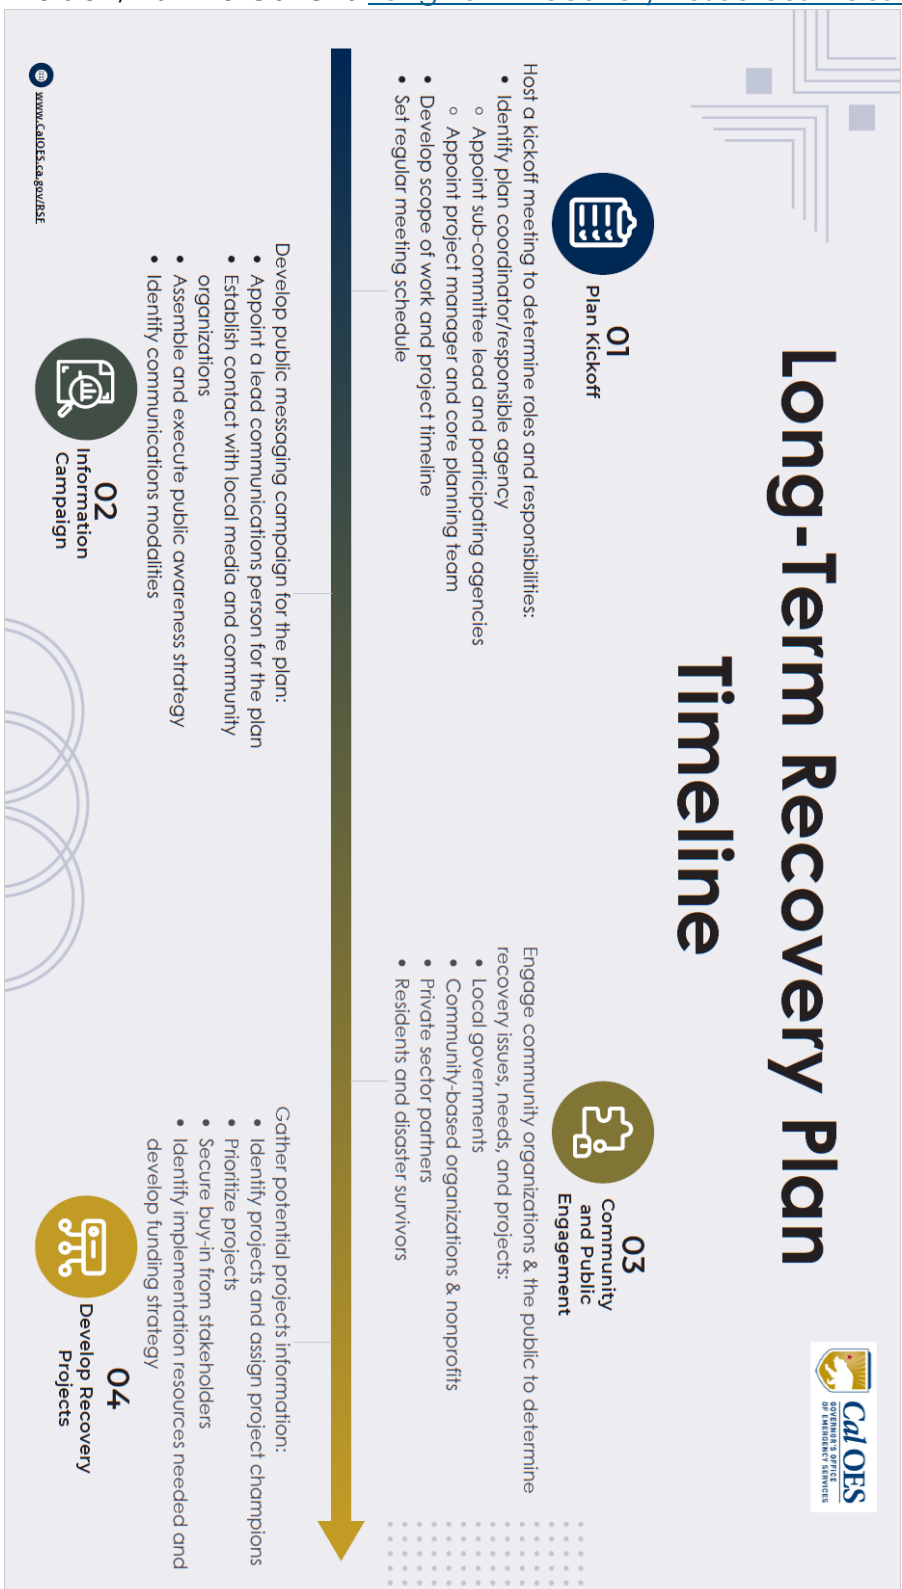 Long-Term Recovery Plan
Timeline
Cal OES
GOVERNOR'S OFFICE
OF EMERGENCY SERVICES
01
Plan Kickoff
Host a kickoff meeting to determine roles and responsibilities:
• Identify plan coordinator/responsible agency
○ Appoint sub-committee lead and participating agencies
○ Appoint project manager and core planning team
• Develop scope of work and project timeline
• Set regular meeting schedule
02
Information
Campaign
Develop public messaging campaign for the plan:
• Appoint a lead communications person for the plan
• Establish contact with local media and community
organizations
• Assemble and execute public awareness strategy
• Identify communications modalities
03
Community
and Public
Engagement
Engage community organizations & the public to determine
recovery issues, needs, and projects:
• Local governments
• Community-based organizations & nonprofits
• Private sector partners
• Residents and disaster survivors
04
Develop Recovery
Projects
Gather potential projects information:
• Identify projects and assign project champions
• Prioritize projects
• Secure buy-in from stakeholders
• Identify implementation resources needed and
develop funding strategy
www.CalOES.ca.gov/RSF